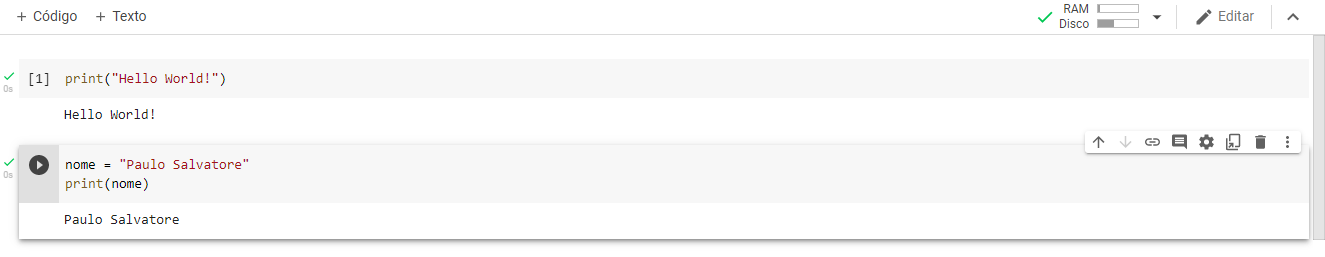 + Código + Texto
RAM
Disco
Editar
[1] print("Hello World!")
0s
Hello World!
nome = "Paulo Salvatore"
0s
print(nome)
Paulo Salvatore